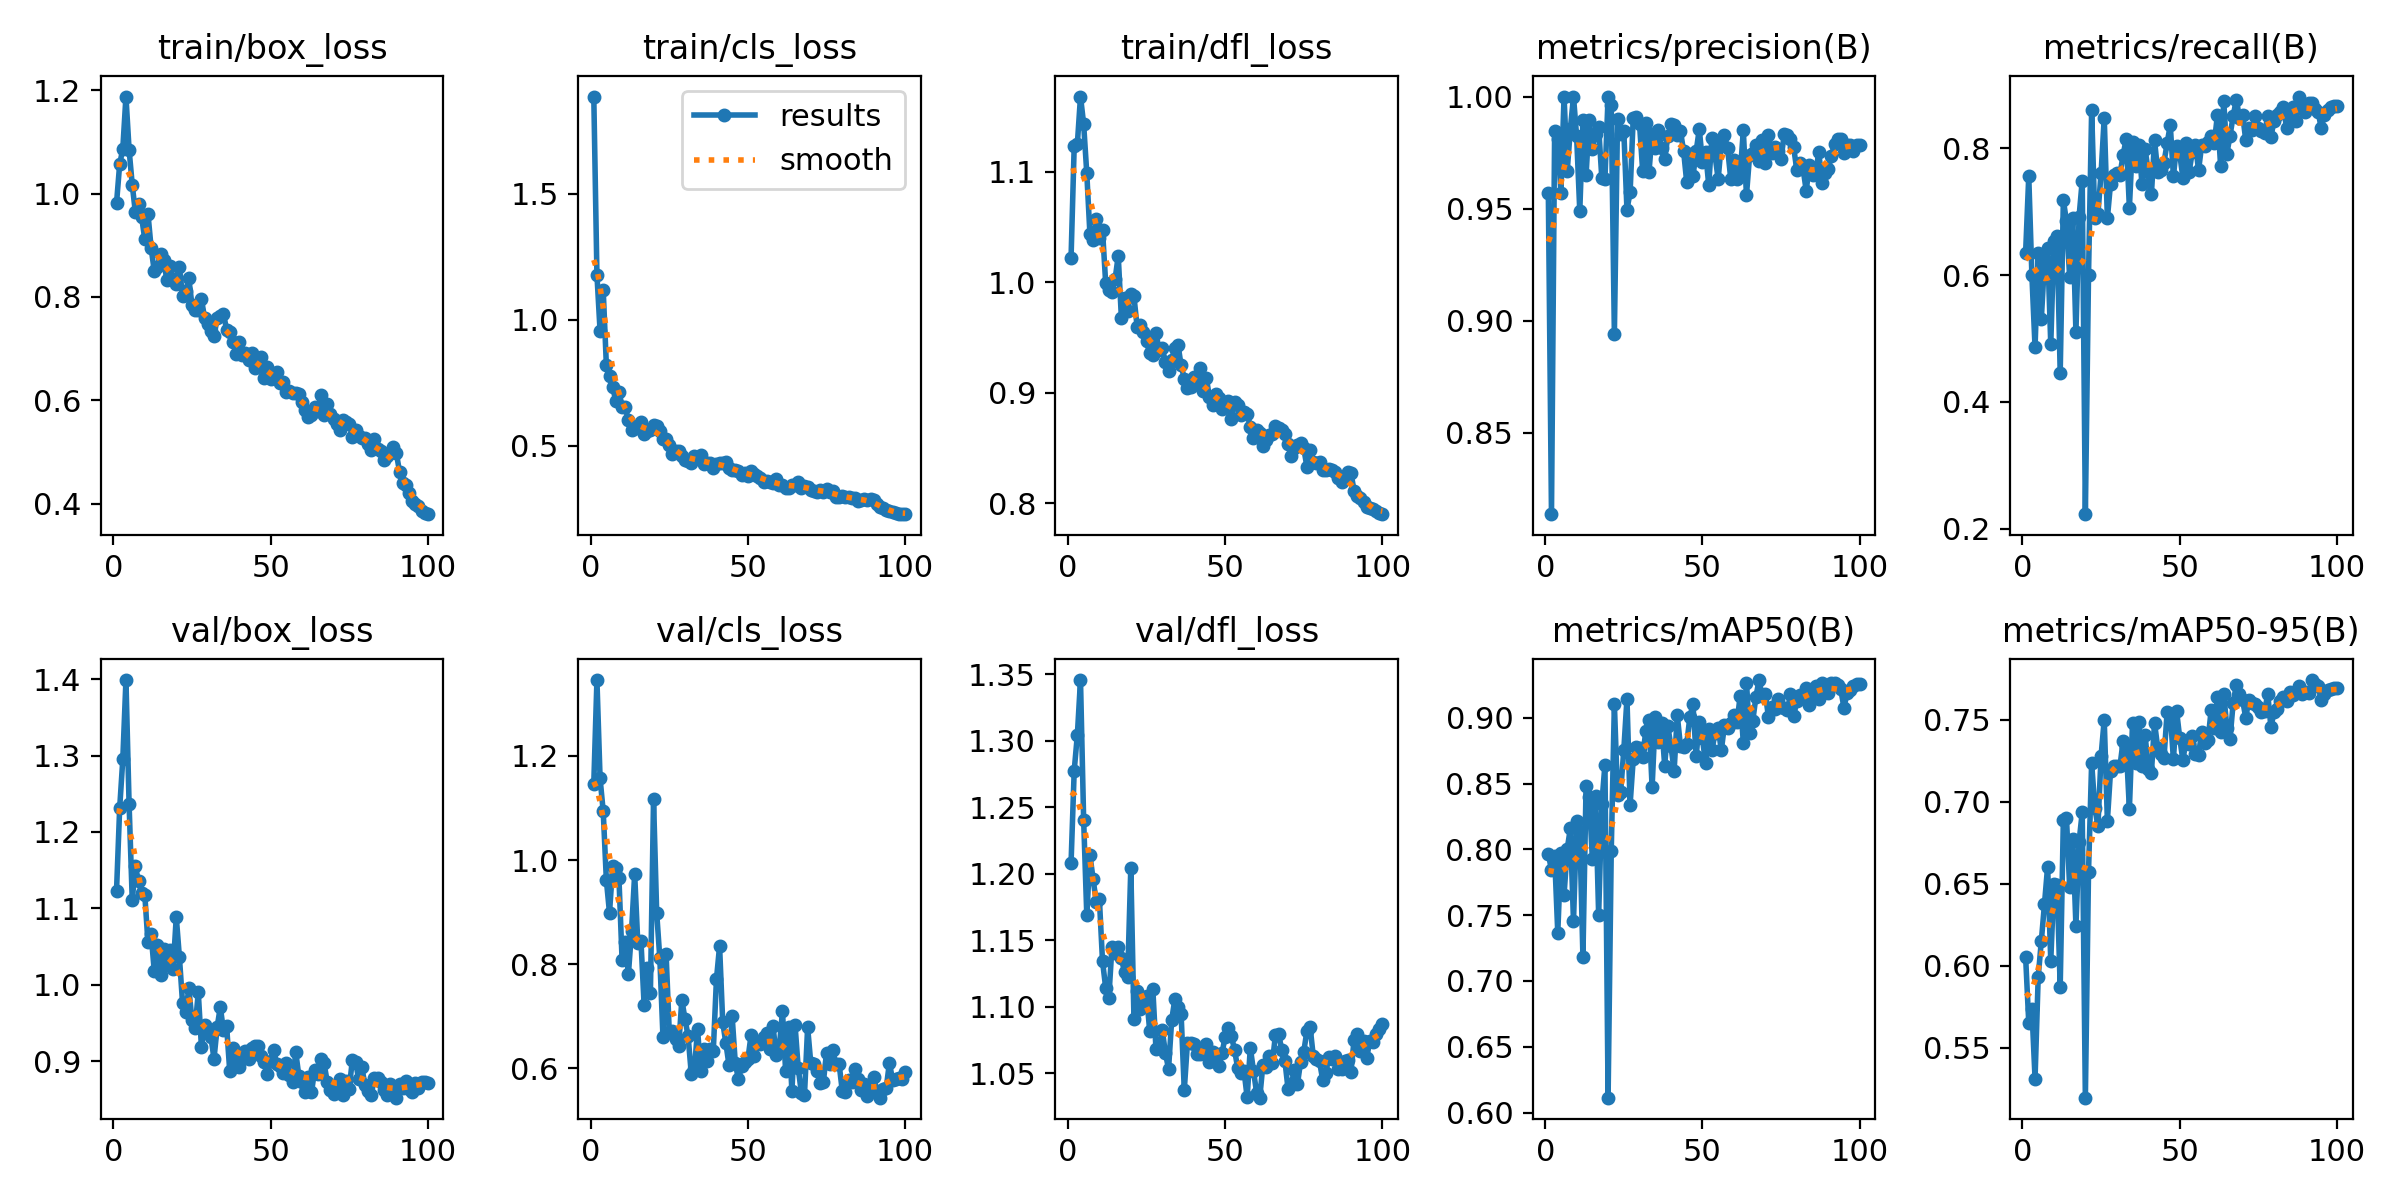 train/box_loss
1.2
1.0
0.8
0.6
0.4
0 50 100
train/cls_loss
results
smooth
1.5
1.0
0.5
0 50 100
train/dfl_loss
1.1
1.0
0.9
0.8
0 50 100
metrics/precision(B)
1.00
0.95
0.90
0.85
0 50 100
metrics/recall(B)
0.8
0.6
0.4
0.2
0 50 100
val/box_loss
1.4
1.3
1.2
1.1
1.0
0.9
0 50 100
val/cls_loss
1.2
1.0
0.8
0.6
0 50 100
val/dfl_loss
1.35
1.30
1.25
1.20
1.15
1.10
1.05
0 50 100
metrics/mAP50(B)
0.90
0.85
0.80
0.75
0.70
0.65
0.60
0 50 100
metrics/mAP50-95(B)
0.75
0.70
0.65
0.60
0.55
0 50 100